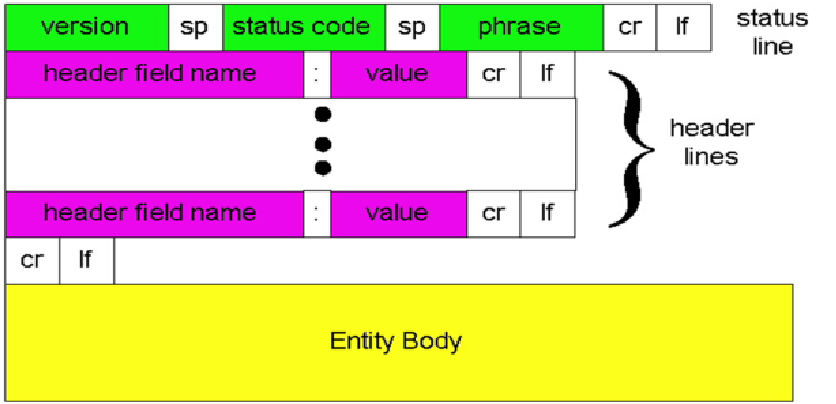 version sp status code sp phrase cr lf status line
header field name : value cr lf
header lines
header field name : value cr lf
cr lf
Entity Body